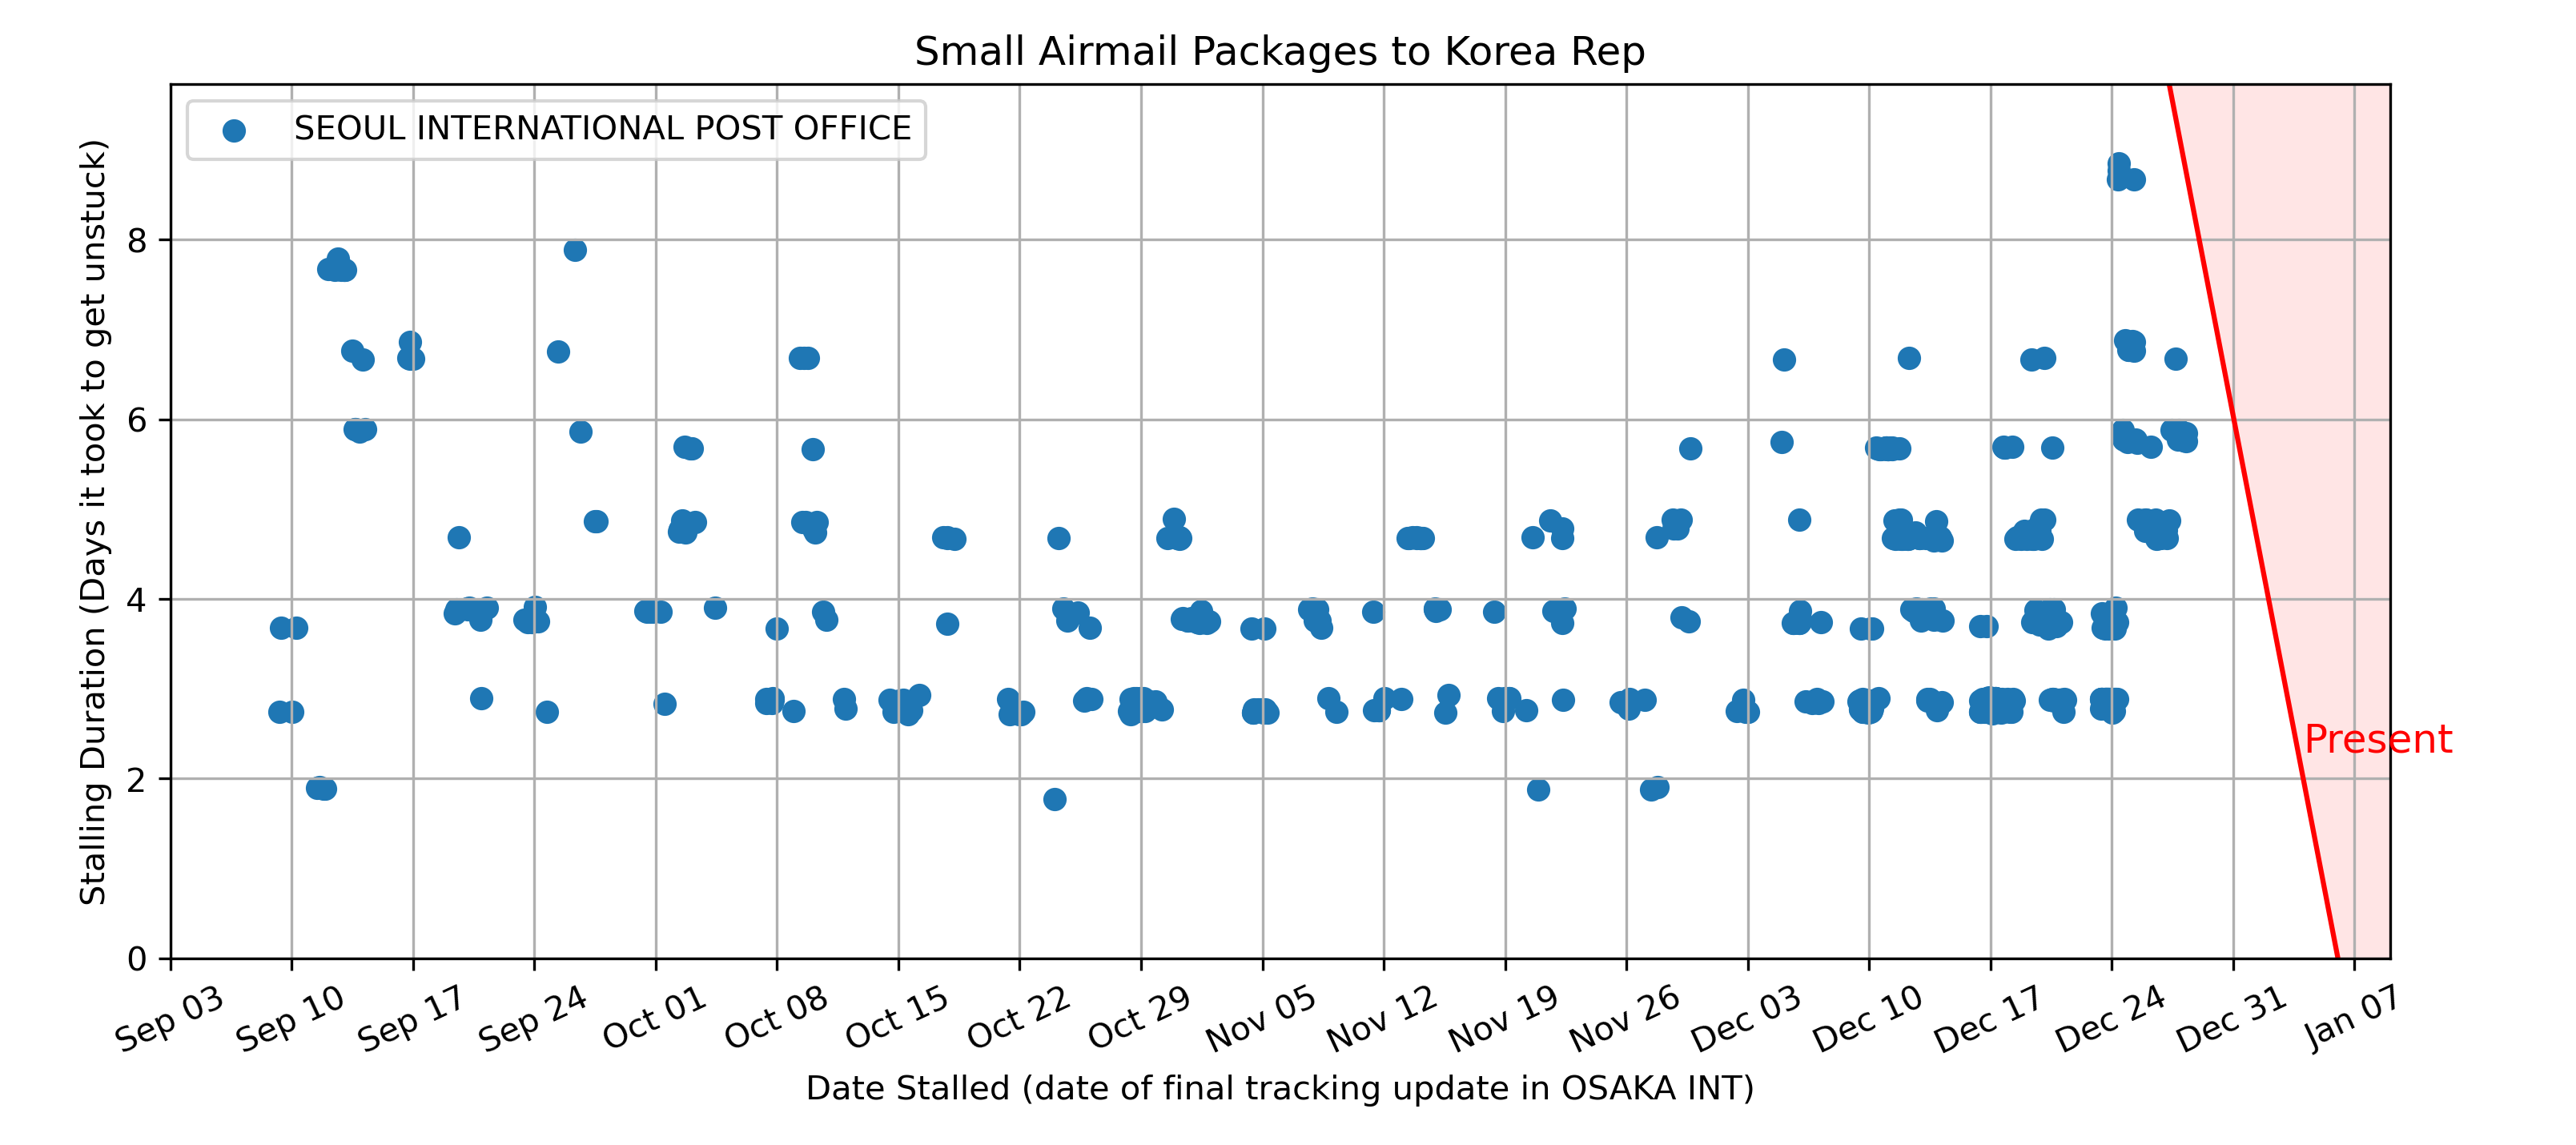 Small Airmail Packages to Korea Rep
SEOUL INTERNATIONAL POST OFFICE
Stalling Duration (Days it took to get unstuck)
8
6
4
2
0
Present
Sep 03
Sep 10
Sep 17
Sep 24
Oct 01
Oct 08
Oct 15
Oct 22
Oct 29
Nov 05
Nov 12
Nov 19
Nov 26
Dec 03
Dec 10
Dec 17
Dec 24
Dec 31
Jan 07
Date Stalled (date of final tracking update in OSAKA INT)